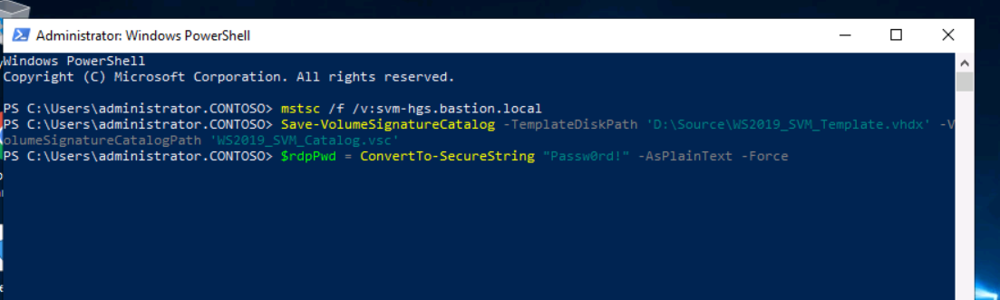 Administrator: Windows PowerShell
Windows PowerShell
Copyright (C) Microsoft Corporation. All rights reserved.
PS C:\Users\administrator.CONTOSO> mstsc /f /v:svm-hgs.bastion.local
PS C:\Users\administrator.CONTOSO> Save-VolumeSignatureCatalog -TemplateDiskPath 'D:\Source\WS2019_SVM_Template.vhdx' -V
olumeSignatureCatalogPath 'WS2019_SVM_Catalog.vsc'
PS C:\Users\administrator.CONTOSO> $rdpPwd = ConvertTo-SecureString "Passw0rd!" -AsPlainText -Force